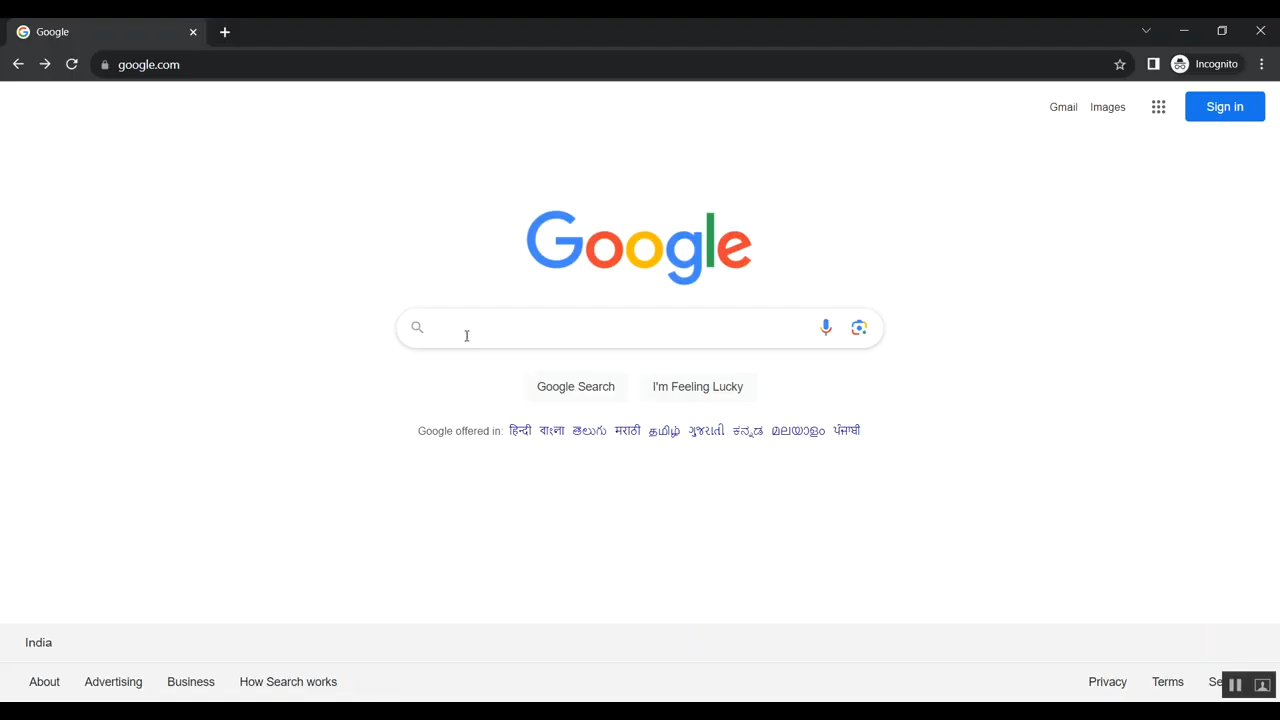 Google
google.com
Incognito
Gmail Images
Sign in
Google
Google Search I'm Feeling Lucky
Google offered in: हिन्दी বাংলা తెలుగు मराठी தமிழ் ગુજરાતી ಕನ್ನಡ മലയാളം ਪੰਜਾਬੀ
India
About Advertising Business How Search works Privacy Terms